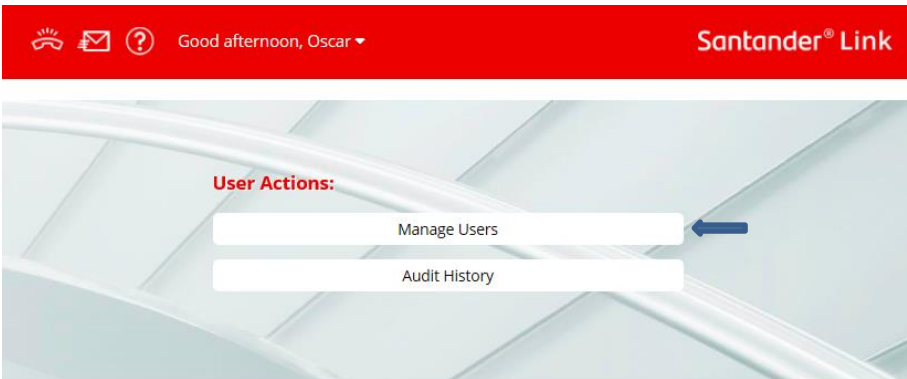 Good afternoon, Oscar
Santander® Link
User Actions:
Manage Users
Audit History